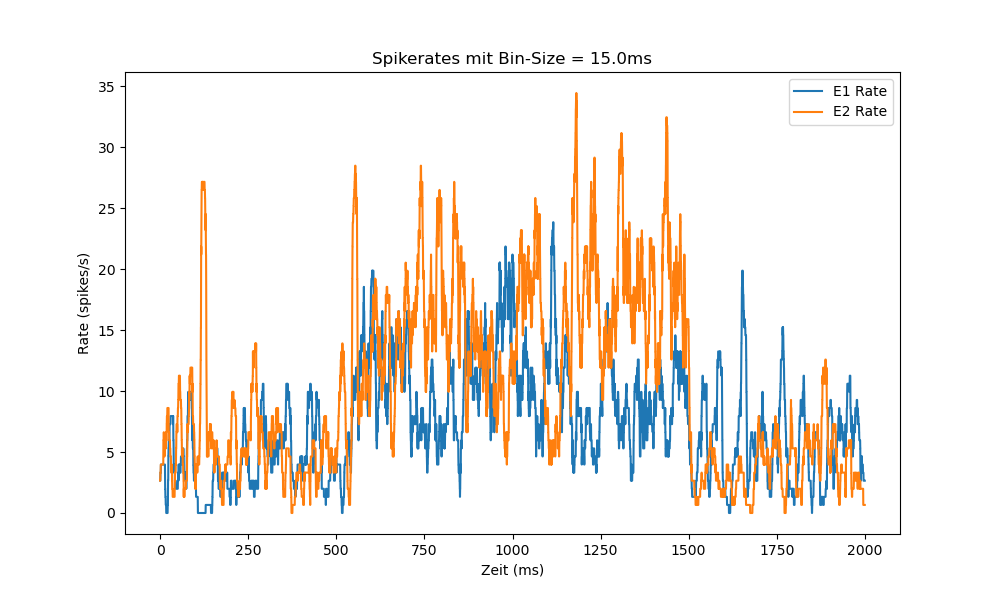 Spikerates mit Bin-Size = 15.0ms
E1 Rate
E2 Rate
35
30
25
20
15
10
5
0
Rate (spikes/s)
0 250 500 750 1000 1250 1500 1750 2000
Zeit (ms)